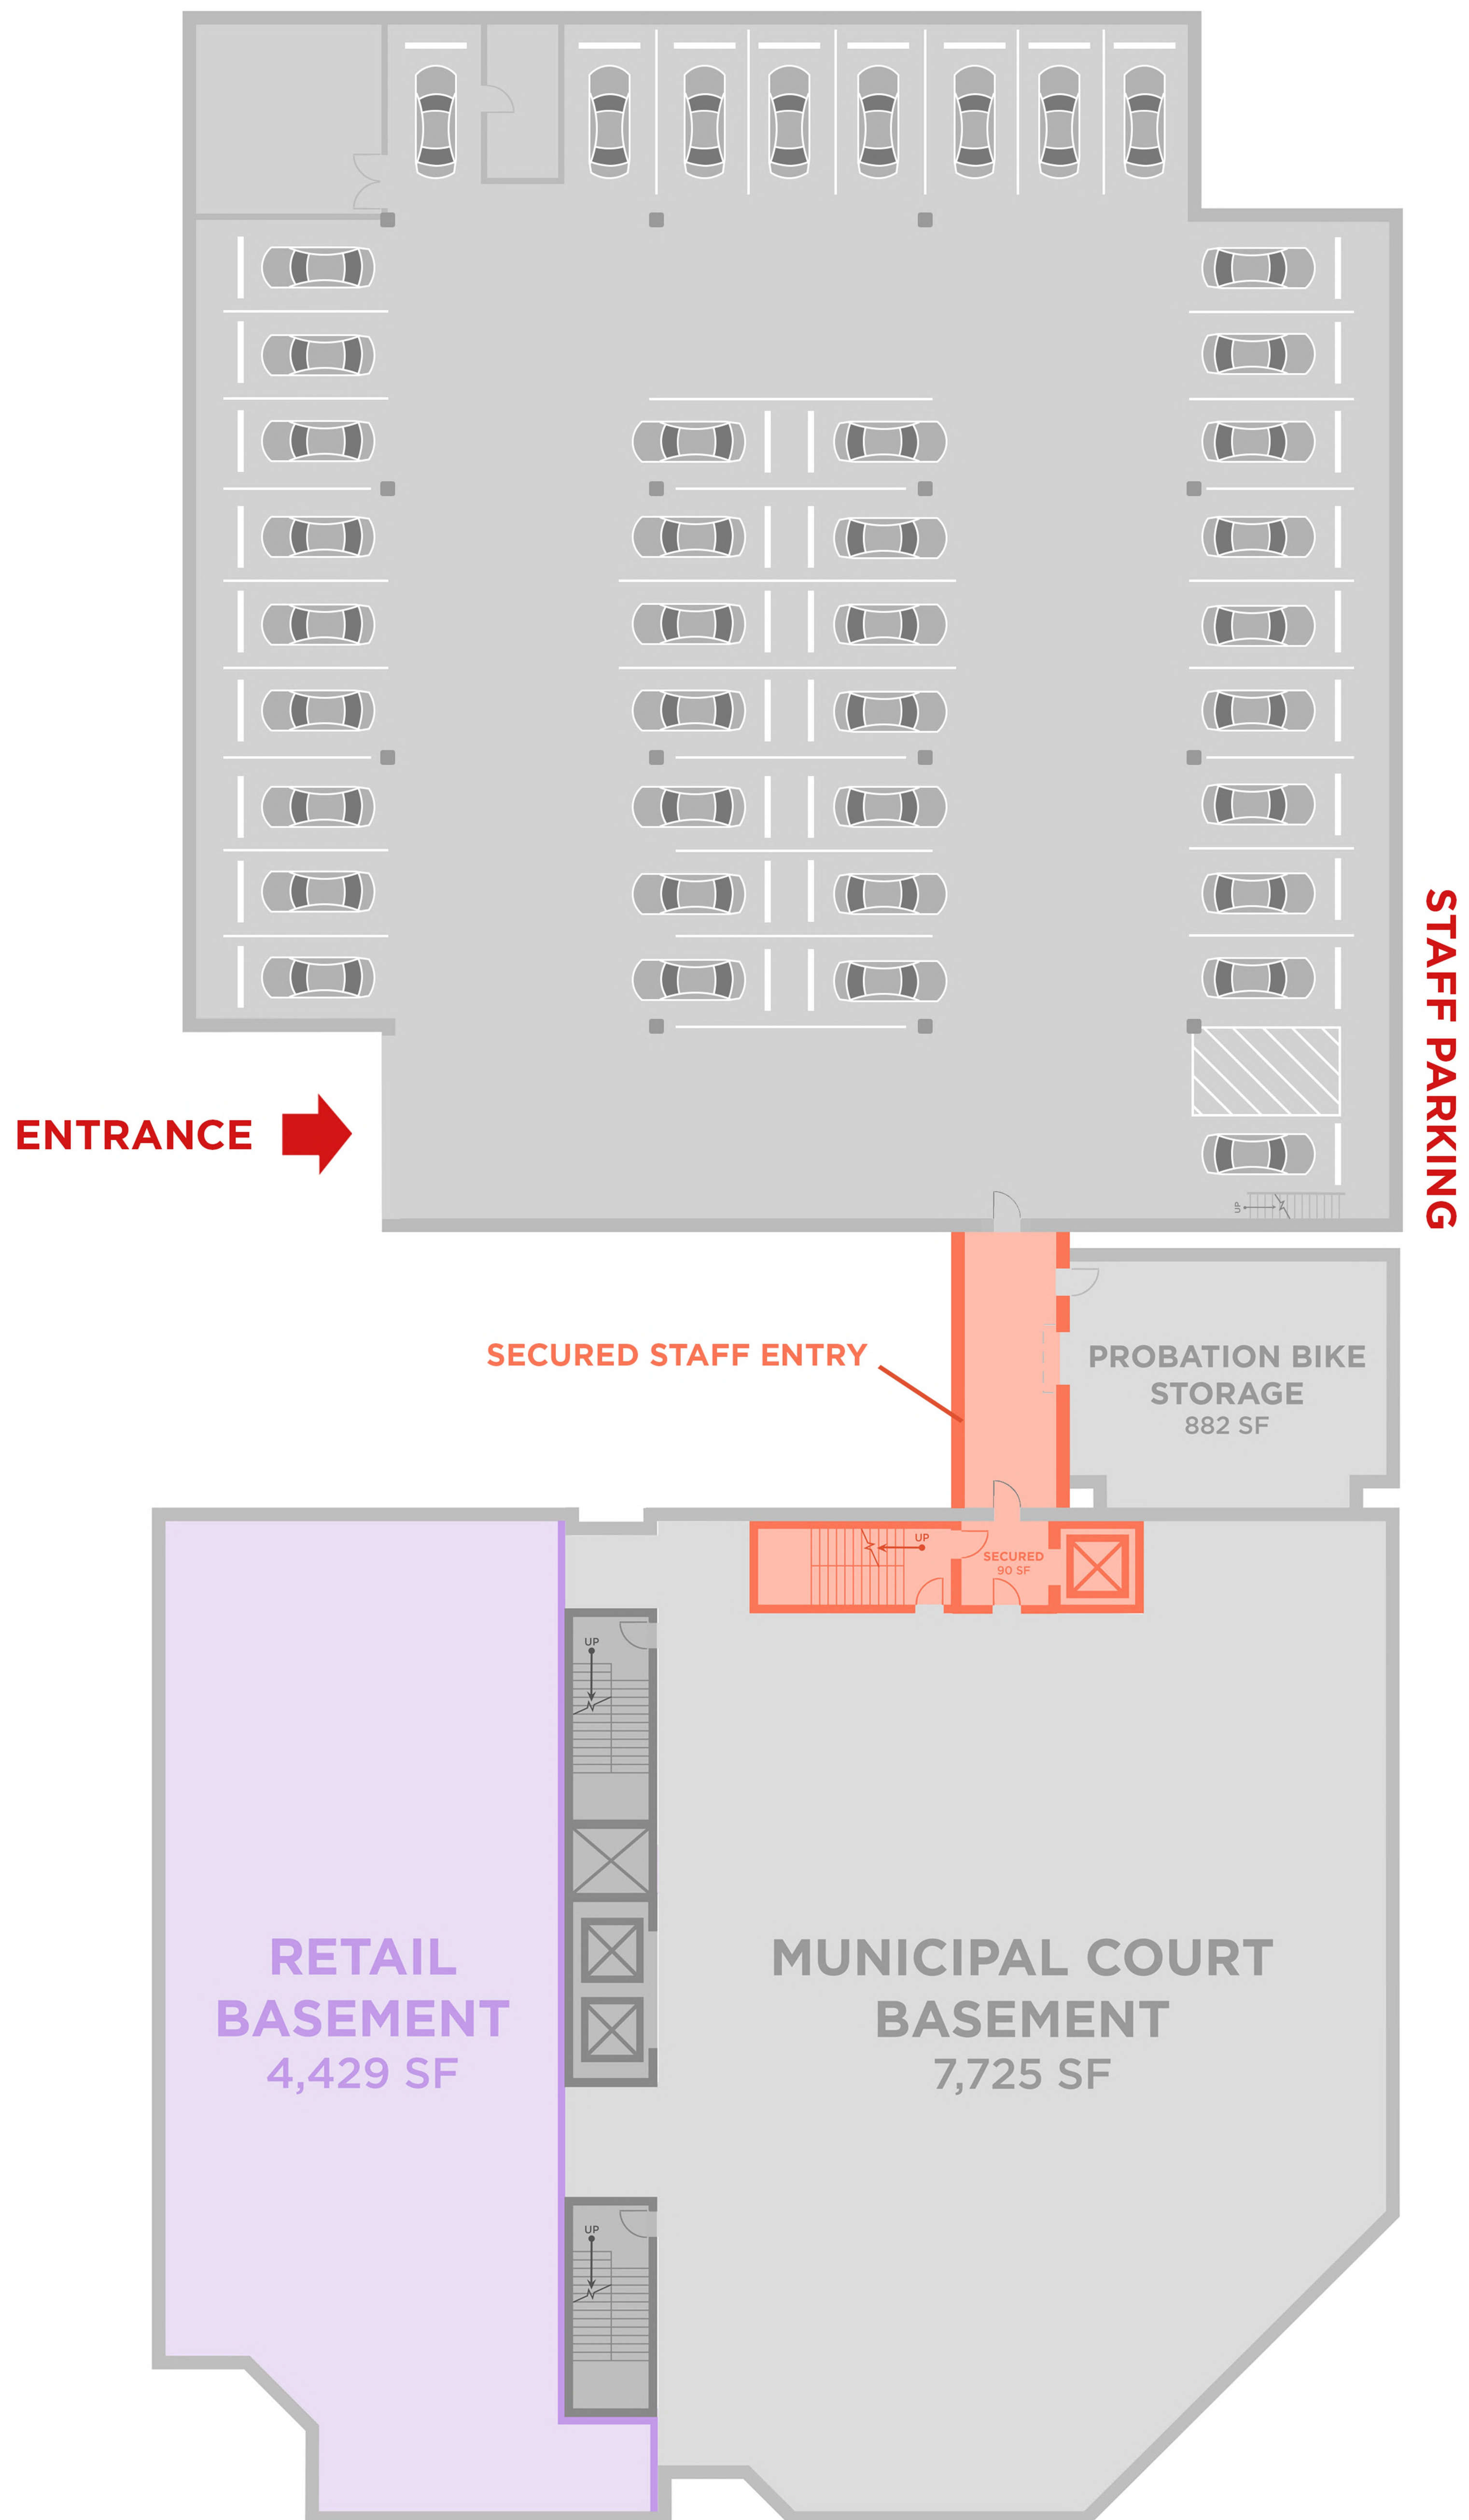 STAFF PARKING
ENTRANCE
UP
SECURED STAFF ENTRY
PROBATION BIKE
STORAGE
882 SF
UP
SECURED
90 SF
UP
RETAIL
BASEMENT
4,429 SF
MUNICIPAL COURT
BASEMENT
7,725 SF
UP